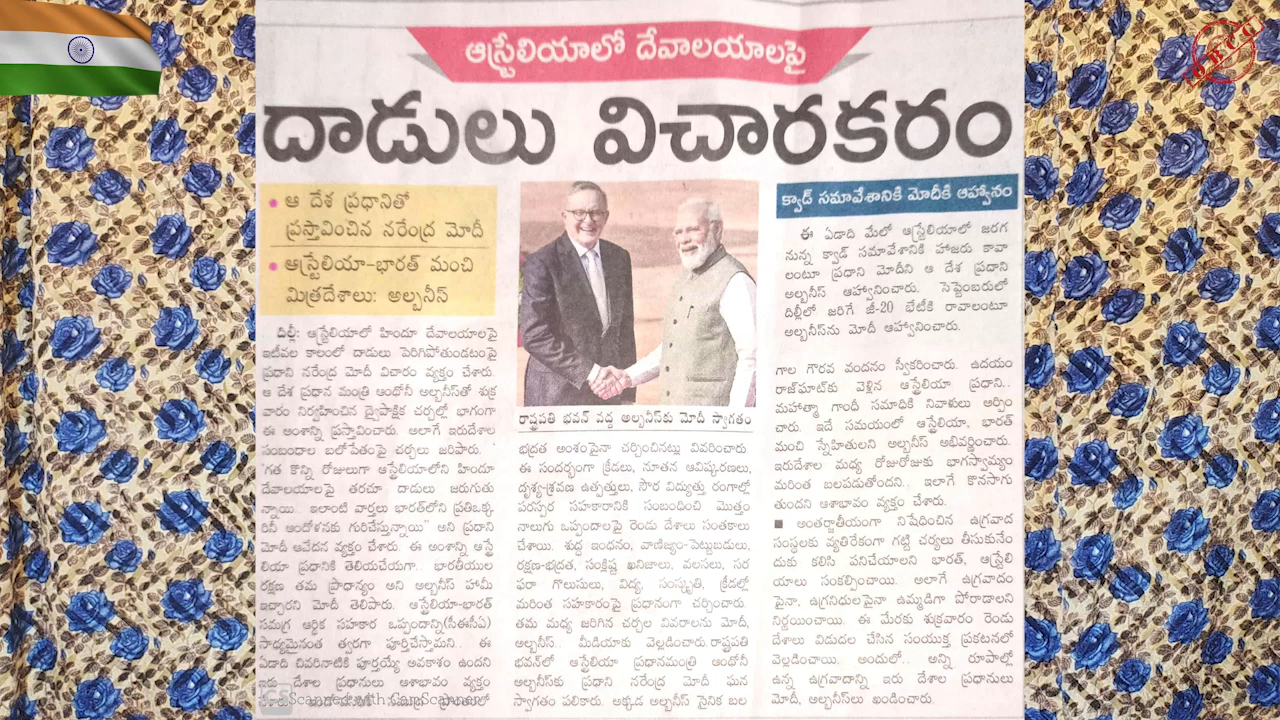 ఆస్ట్రేలియాలో దేవాలయాలపై
దాడులు విచారకరం
• ఆ దేశ ప్రధానితో
ప్రస్తావించిన నరేంద్ర మోదీ
• ఆస్ట్రేలియా-భారత్ మంచి
మిత్రదేశాలు: అల్బనీస్
ఢిల్లీ: ఆస్ట్రేలియాలో హిందూ దేవాలయాలపై
ఇటీవల కాలంలో దాడులు పెరిగిపోతుండటంపై
ప్రధాని నరేంద్ర మోదీ విచారం వ్యక్తం చేశారు.
ఆ దేశ ప్రధాన మంత్రి ఆంథోనీ అల్బనీస్‌తో శుక్ర
వారం నిర్వహించిన ద్వైపాక్షిక చర్చల్లో భాగంగా
ఈ అంశాన్ని ప్రస్తావించారు. అలాగే ఇరుదేశాల
సంబంధాల బలోపేతంపై చర్చలు జరిపారు. '
'గత కొన్ని రోజులుగా ఆస్ట్రేలియాలోని హిందూ
దేవాలయాలపై తరచూ దాడులు జరుగుతు
న్నాయి.. ఇలాంటి వార్తలు భారత్‌లోని ప్రతిఒక్క
రినీ ఆందోళనకు గురిచేస్తున్నాయి'' అని ప్రధాని
మోదీ ఆవేదన వ్యక్తం చేశారు. ఈ అంశాన్ని ఆస్ట్రే
లియా ప్రధానికి తెలియచేయగా.. భారతీయుల
రక్షణ తమ ప్రాధాన్యం అని అల్బనీస్ హామీ
ఇచ్చారని మోదీ తెలిపారు. ఆస్ట్రేలియా-భారత్
సమగ్ర ఆర్థిక సహకార ఒప్పందాన్ని(సీఈసీఏ)
సాధ్యమైనంత త్వరగా పూర్తిచేస్తామని.. ఈ
ఏడాది చివరినాటికి పూర్తయ్యే అవకాశం ఉందని
ఇరు దేశాల ప్రధానులు ఆశాభావం వ్యక్తం
Scanned with CamScanner
రాష్ట్రపతి భవన్ వద్ద అల్బనీస్‌కు మోదీ స్వాగతం
భద్రత అంశంపైనా చర్చించినట్లు వివరించారు.
ఈ సందర్భంగా క్రీడలు, నూతన ఆవిష్కరణలు,
దృశ్య-శ్రవణ ఉత్పత్తులు, సౌర విద్యుత్తు రంగాల్లో
పరస్పర సహకారానికి సంబంధించి మొత్తం
నాలుగు ఒప్పందాలపై రెండు దేశాలు సంతకాలు
చేశాయి. శుద్ధ ఇంధనం, వాణిజ్యం-పెట్టుబడులు,
రక్షణ-భద్రత, సంక్లిష్ట ఖనిజాలు, వలసలు, సర
ఫరా గొలుసులు, విద్య, సంస్కృతి, క్రీడల్లో
మరింత సహకారంపై ప్రధానంగా చర్చించారు.
తమ మధ్య జరిగిన చర్చల వివరాలను మోదీ,
అల్బనీస్.. మీడియాకు వెల్లడించారు. రాష్ట్రపతి
భవన్‌లో ఆస్ట్రేలియా ప్రధానమంత్రి ఆంథోనీ
అల్బనీస్‌కు ప్రధాని నరేంద్ర మోదీ ఘన
స్వాగతం పలికారు. అక్కడ అల్బనీస్ సైనిక బల
క్వాడ్ సమావేశానికి మోదీకి ఆహ్వానం
ఈ ఏడాది మేలో ఆస్ట్రేలియాలో జరగ
నున్న క్వాడ్ సమావేశానికి హాజరు కావా
లంటూ ప్రధాని మోదీని ఆ దేశ ప్రధాని
అల్బనీస్ ఆహ్వానించారు. సెప్టెంబరులో
ఢిల్లీలో జరిగే జీ-20 భేటీకి రావాలంటూ
అల్బనీస్‌ను మోదీ ఆహ్వానించారు.
గాల గౌరవ వందనం స్వీకరించారు. ఉదయం
రాజ్‌ఘాట్‌కు వెళ్లిన ఆస్ట్రేలియా ప్రధాని..
మహాత్మా గాంధీ సమాధికి నివాళులు అర్పిం
చారు. ఇదే సమయంలో ఆస్ట్రేలియా, భారత్
మంచి స్నేహితులని అల్బనీస్ అభివర్ణించారు.
ఇరుదేశాల మధ్య రోజురోజుకు భాగస్వామ్యం
మరింత బలపడుతోందని.. ఇలాగే కొనసాగు
తుందని ఆశాభావం వ్యక్తం చేశారు.
■ అంతర్జాతీయంగా నిషేధించిన ఉగ్రవాద
సంస్థలకు వ్యతిరేకంగా గట్టి చర్యలు తీసుకునేం
దుకు కలిసి పనిచేయాలని భారత్, ఆస్ట్రేలి
యాలు సంకల్పించాయి. అలాగే ఉగ్రవాదం
పైనా, ఉగ్రనిధులపైనా ఉమ్మడిగా పోరాడాలని
నిర్ణయించాయి. ఈ మేరకు శుక్రవారం రెండు
దేశాలు విడుదల చేసిన సంయుక్త ప్రకటనలో
వెల్లడించాయి. అందులో.. అన్ని రూపాల్లో
ఉన్న ఉగ్రవాదాన్ని ఇరు దేశాల ప్రధానులు
మోదీ, అల్బనీస్‌లు ఖండించారు.